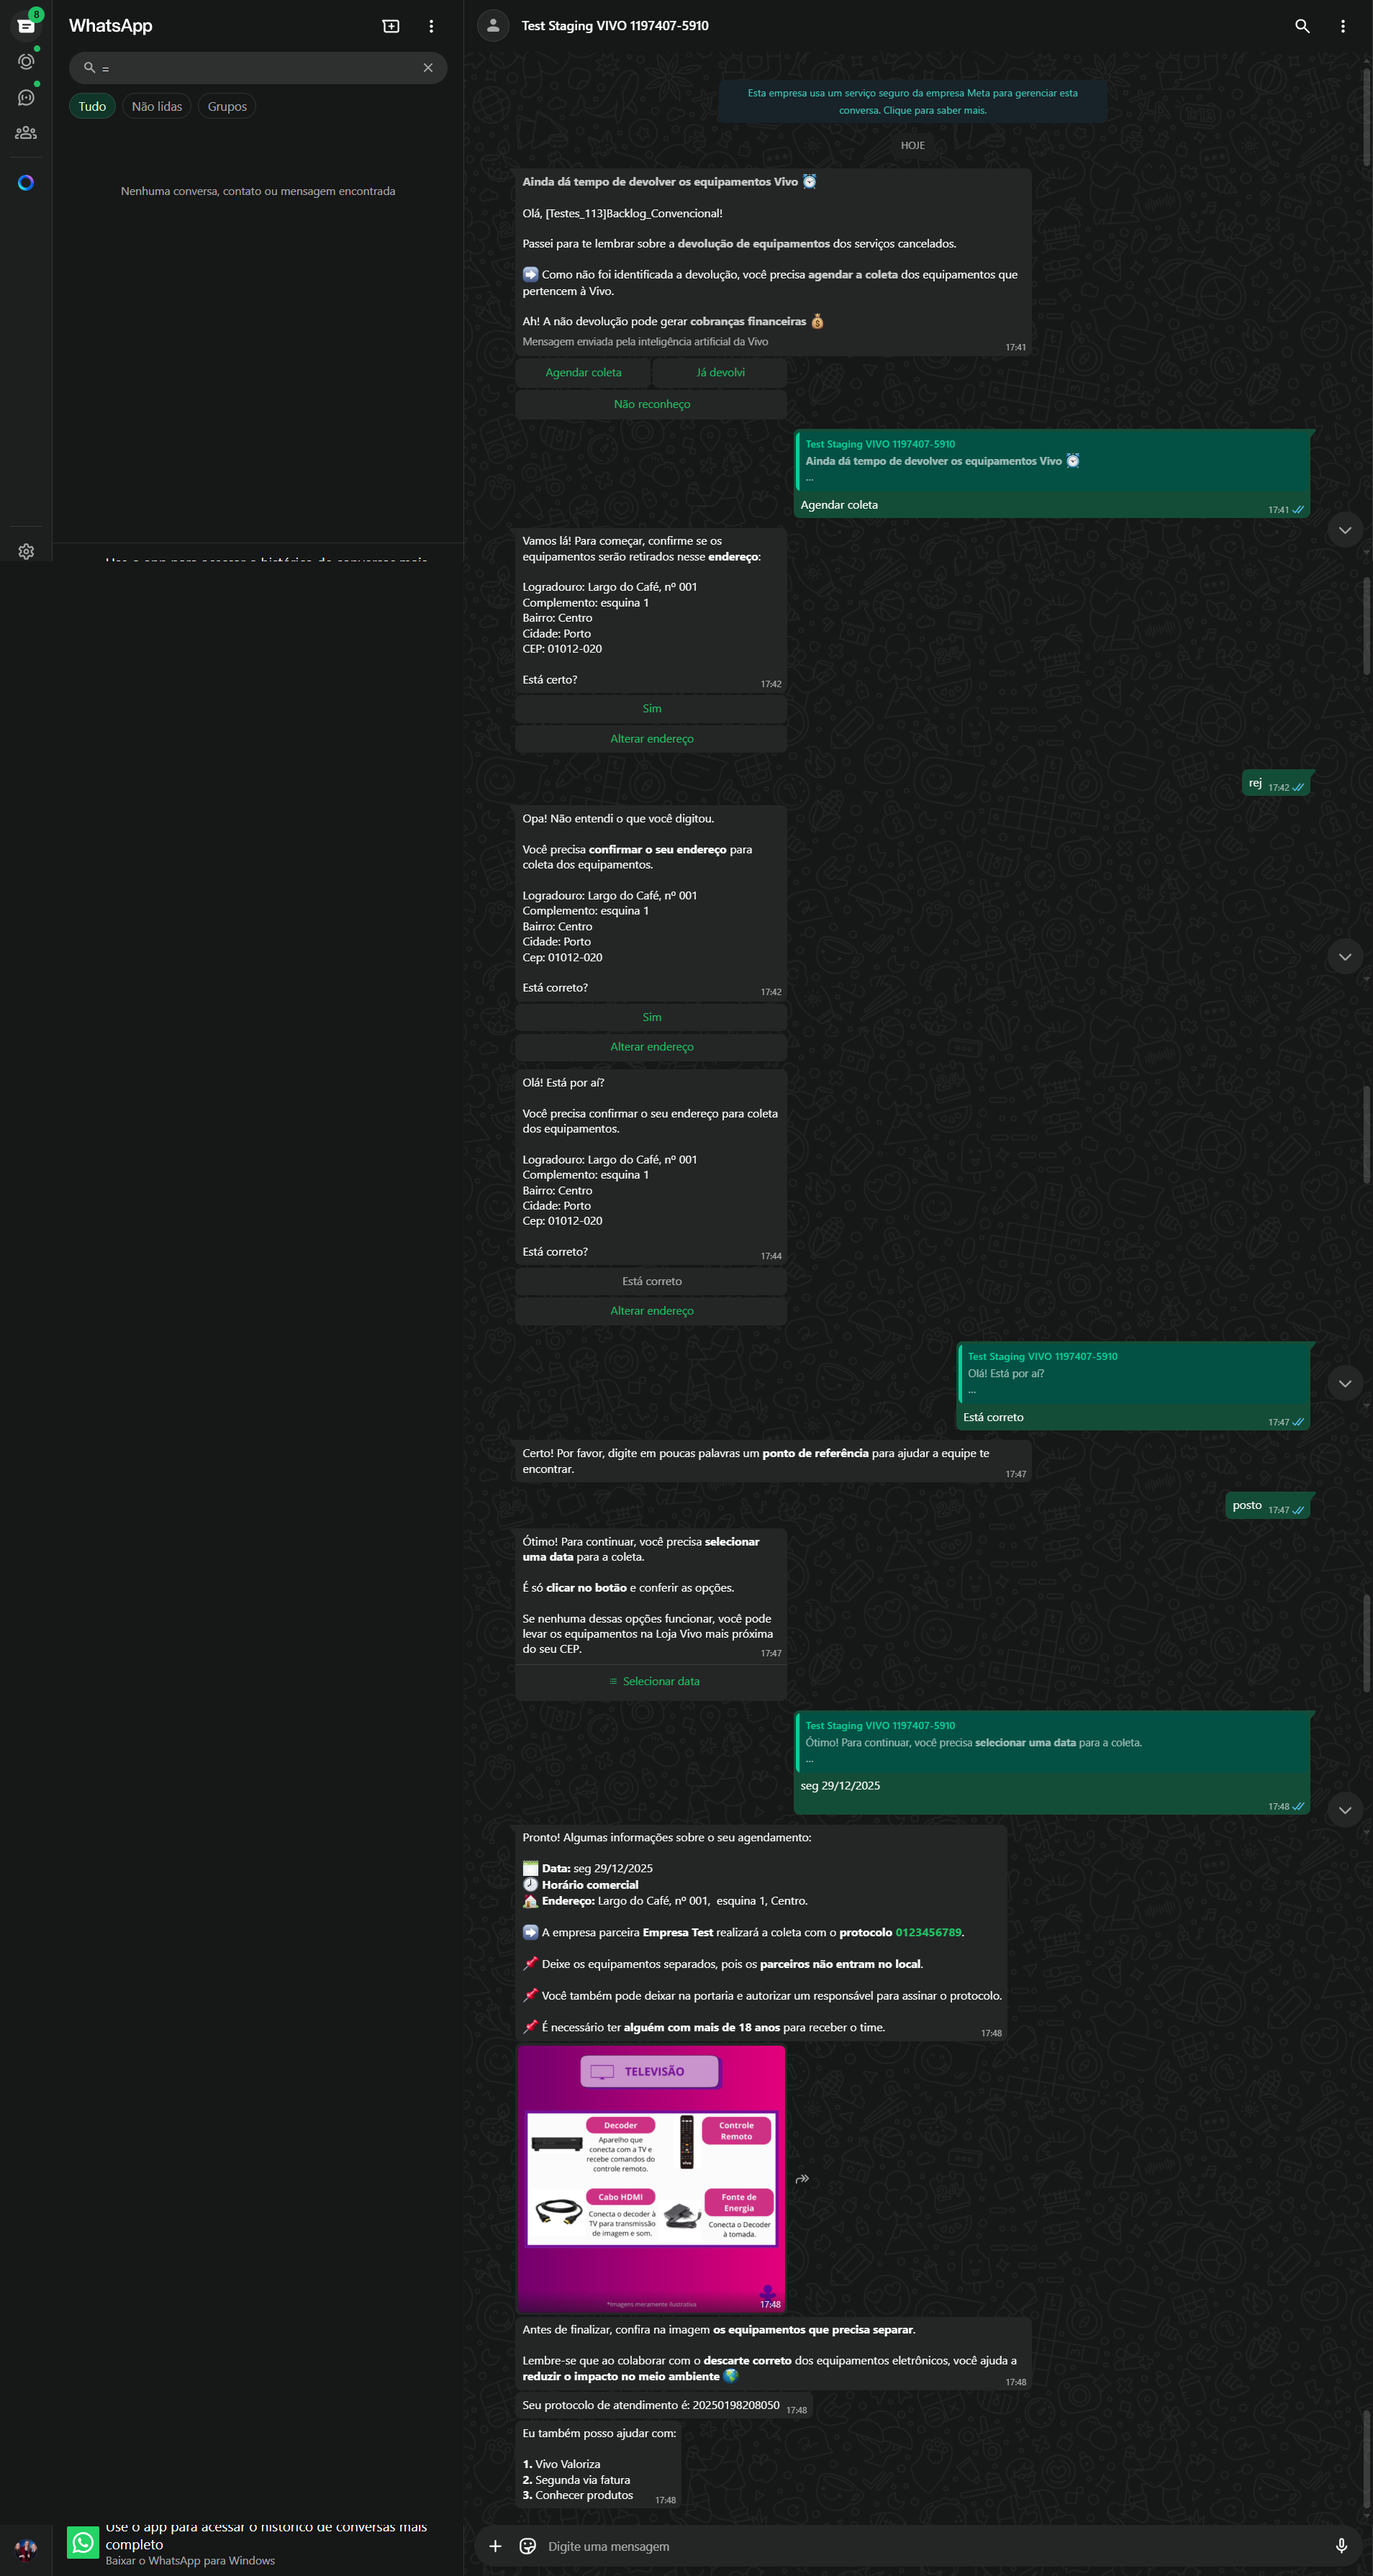 8
WhatsApp
=
Tudo
Não lidas
Grupos
Nenhuma conversa, contato ou mensagem encontrada
Test Staging VIVO 1197407-5910
Esta empresa usa um serviço seguro da empresa Meta para gerenciar esta
conversa. Clique para saber mais.
HOJE
Ainda dá tempo de devolver os equipamentos Vivo ⏰
Olá, [Testes_113]Backlog_Convencional!
Passei para te lembrar sobre a devolução de equipamentos dos serviços cancelados.
➡️ Como não foi identificada a devolução, você precisa agendar a coleta dos equipamentos que
pertencem à Vivo.
Ah! A não devolução pode gerar cobranças financeiras 💰
Mensagem enviada pela inteligência artificial da Vivo
17:41
Agendar coleta
Já devolvi
Não reconheço
Test Staging VIVO 1197407-5910
Ainda dá tempo de devolver os equipamentos Vivo ⏰
...
Agendar coleta
17:41
Vamos lá! Para começar, confirme se os
equipamentos serão retirados nesse endereço:
Logradouro: Largo do Café, nº 001
Complemento: esquina 1
Bairro: Centro
Cidade: Porto
CEP: 01012-020
Está certo?
17:42
Sim
Alterar endereço
rej
17:42
Opa! Não entendi o que você digitou.
Você precisa confirmar o seu endereço para
coleta dos equipamentos.
Logradouro: Largo do Café, nº 001
Complemento: esquina 1
Bairro: Centro
Cidade: Porto
Cep: 01012-020
Está correto?
17:42
Sim
Alterar endereço
Olá! Está por aí?
Você precisa confirmar o seu endereço para coleta
dos equipamentos.
Logradouro: Largo do Café, nº 001
Complemento: esquina 1
Bairro: Centro
Cidade: Porto
Cep: 01012-020
Está correto?
17:44
Está correto
Alterar endereço
Test Staging VIVO 1197407-5910
Olá! Está por aí?
...
Está correto
17:47
Certo! Por favor, digite em poucas palavras um ponto de referência para ajudar a equipe te
encontrar.
17:47
posto
17:47
Ótimo! Para continuar, você precisa selecionar
uma data para a coleta.
É só clicar no botão e conferir as opções.
Se nenhuma dessas opções funcionar, você pode
levar os equipamentos na Loja Vivo mais próxima
do seu CEP.
17:47
Selecionar data
Test Staging VIVO 1197407-5910
Ótimo! Para continuar, você precisa selecionar uma data para a coleta.
...
seg 29/12/2025
17:48
Pronto! Algumas informações sobre o seu agendamento:
🗓️ Data: seg 29/12/2025
🕗 Horário comercial
🏠 Endereço: Largo do Café, nº 001,  esquina 1, Centro.
➡️ A empresa parceira Empresa Test realizará a coleta com o protocolo 0123456789.
📌 Deixe os equipamentos separados, pois os parceiros não entram no local.
📌 Você também pode deixar na portaria e autorizar um responsável para assinar o protocolo.
📌 É necessário ter alguém com mais de 18 anos para receber o time.
17:48
TELEVISÃO
Decoder
Aparelho que
conecta com a TV e
recebe comandos do
controle remoto.
Controle
Remoto
Cabo HDMI
Conecta o decoder à
TV para transmissão
de imagem e som.
Fonte de
Energia
Conecta o Decoder
à tomada.
*Imagens meramente ilustrativa
17:48
Antes de finalizar, confira na imagem os equipamentos que precisa separar.
Lembre-se que ao colaborar com o descarte correto dos equipamentos eletrônicos, você ajuda a
reduzir o impacto no meio ambiente 🌎
17:48
Seu protocolo de atendimento é: 20250198208050
17:48
Eu também posso ajudar com:
1. Vivo Valoriza
2. Segunda via fatura
3. Conhecer produtos
17:48
Use o app para acessar o histórico de conversas mais
completo
Baixar o WhatsApp para Windows
Digite uma mensagem